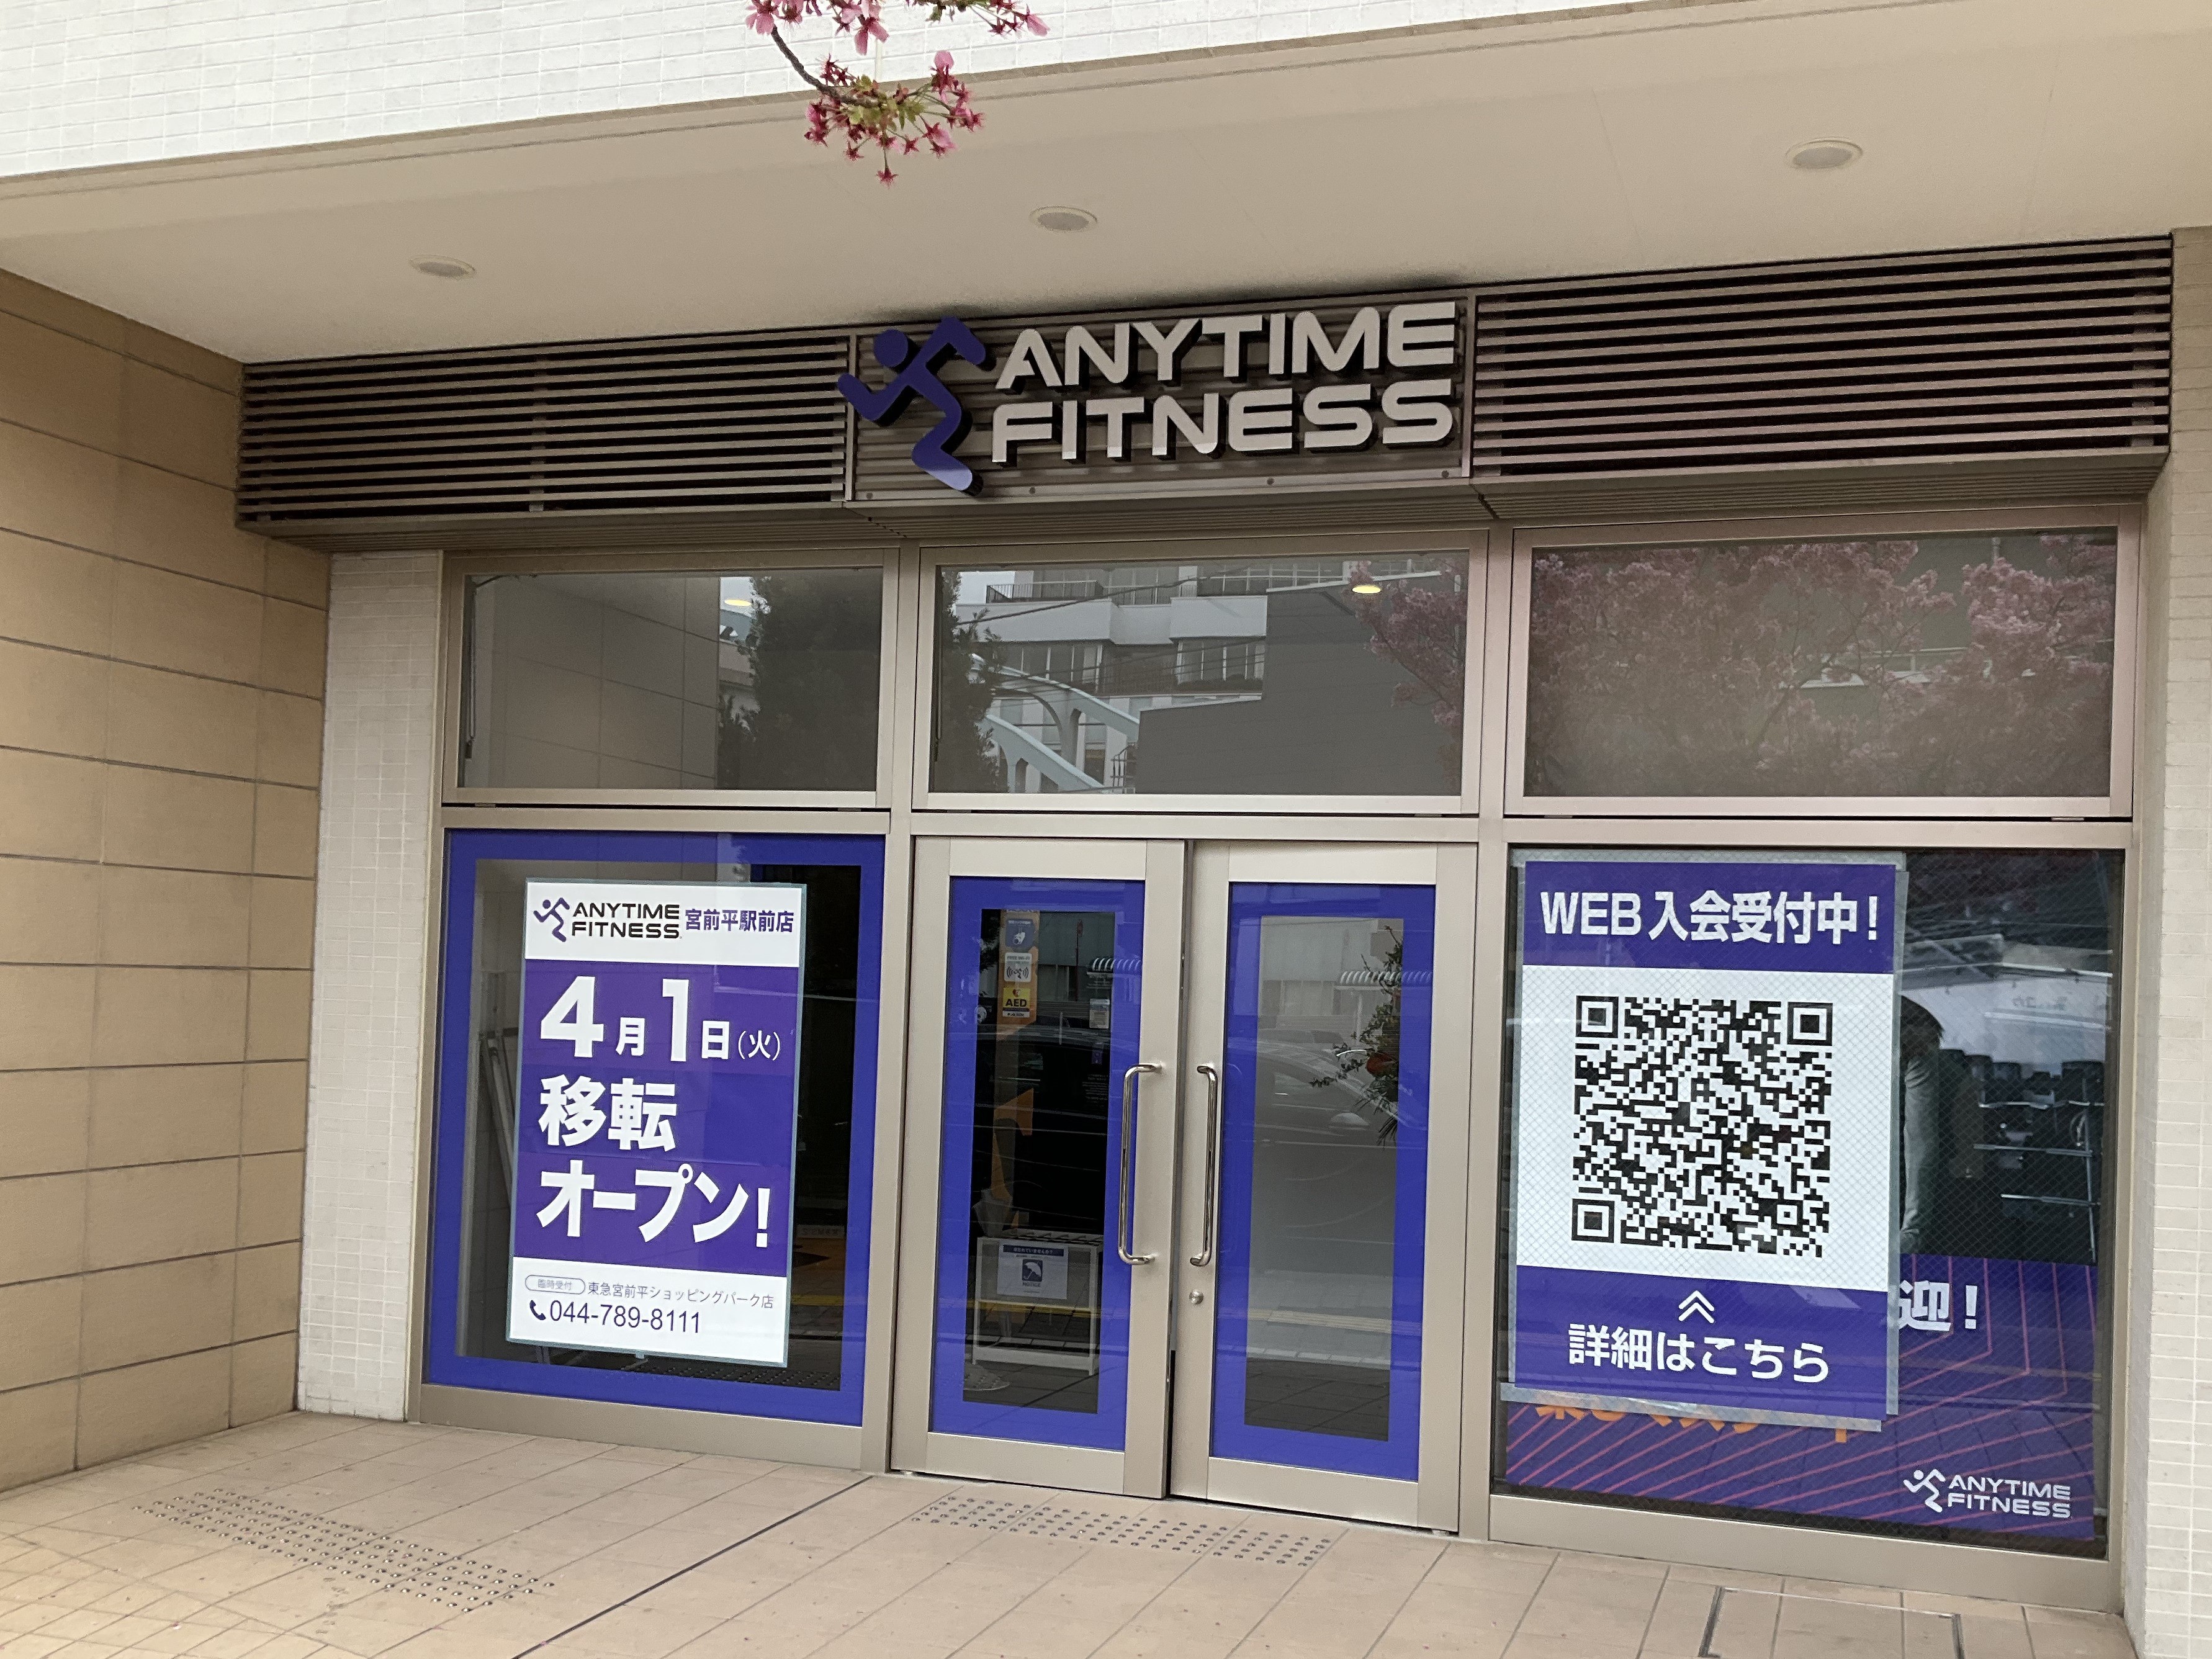 ANYTIME
FITNESS
ANYTIME
FITNESS
宮前平駅前店
4月1日(火)
移転
オープン!
臨時受付 東急宮前平ショッピングパーク店
044-789-8111
AED
WEB入会受付中!
詳細はこちら
迎!
ANYTIME
FITNESS